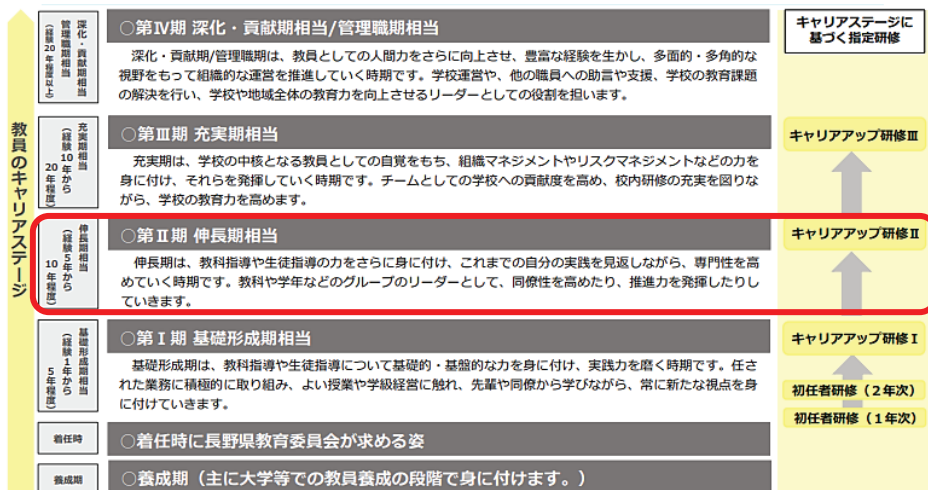 教員のキャリアステージ
深化・貢献期相当
管理職期相当
（経験20年程度以上）
○第Ⅳ期 深化・貢献期相当/管理職期相当
深化・貢献期/管理職期は、教員としての人間力をさらに向上させ、豊富な経験を生かし、多面的・多角的な
視野をもって組織的な運営を推進していく時期です。学校運営や、他の職員への助言や支援、学校の教育課題
の解決を行い、学校や地域全体の教育力を向上させるリーダーとしての役割を担います。
キャリアステージに
基づく指定研修
充実期相当
（経験10年から
20年程度）
○第Ⅲ期 充実期相当
充実期は、学校の中核となる教員としての自覚をもち、組織マネジメントやリスクマネジメントなどの力を
身に付け、それらを発揮していく時期です。チームとしての学校への貢献度を高め、校内研修の充実を図りな
がら、学校の教育力を高めます。
キャリアアップ研修Ⅲ
伸長期相当
（経験5年から
10年程度）
○第Ⅱ期 伸長期相当
伸長期は、教科指導や生徒指導の力をさらに身に付け、これまでの自分の実践を見返しながら、専門性を高
めていく時期です。教科や学年などのグループのリーダーとして、同僚性を高めたり、推進力を発揮したりし
ていきます。
キャリアアップ研修Ⅱ
基礎形成期相当
（経験1年から
5年程度）
○第Ⅰ期 基礎形成期相当
基礎形成期は、教科指導や生徒指導について基礎的・基盤的な力を身に付け、実践力を磨く時期です。任さ
れた業務に積極的に取り組み、よい授業や学級経営に触れ、先輩や同僚から学びながら、常に新たな視点を身
に付けていきます。
キャリアアップ研修Ⅰ
初任者研修（２年次）
初任者研修（１年次）
着任時
○着任時に長野県教育委員会が求める姿
養成期
○養成期（主に大学等での教員養成の段階で身に付けます。）